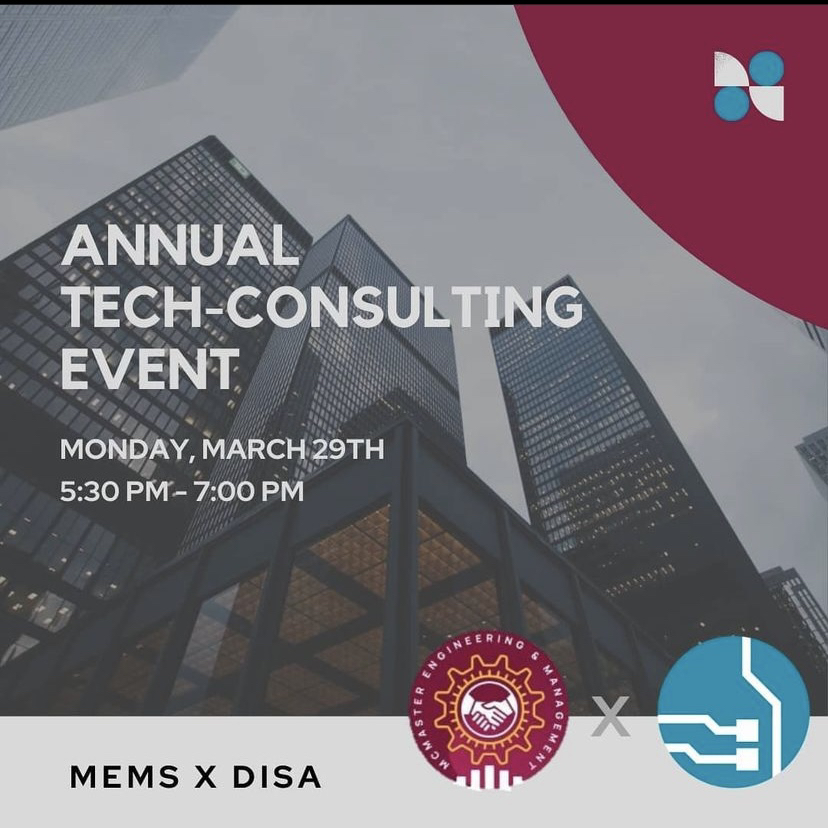 ANNUAL
TECH-CONSULTING
EVENT
MONDAY, MARCH 29TH
5:30 PM - 7:00 PM
MCMASTER ENGINEERING & MANAGEMENT
X
MEMS X DISA